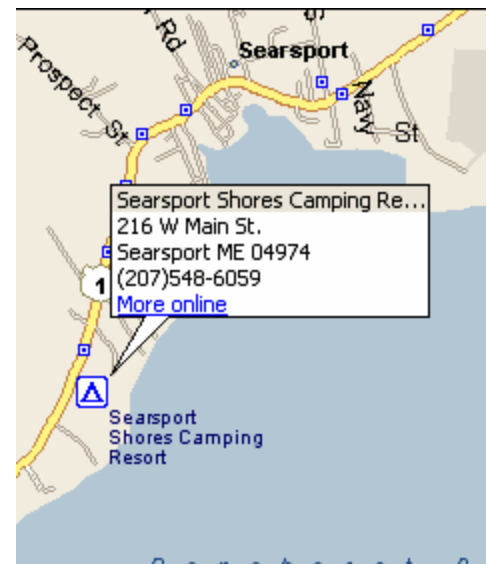 Rd
Searsport
Prospect St
Navy St
Searsport Shores Camping Re...
216 W Main St.
Searsport ME 04974
(207)548-6059
More online
1
Searsport
Shores Camping
Resort